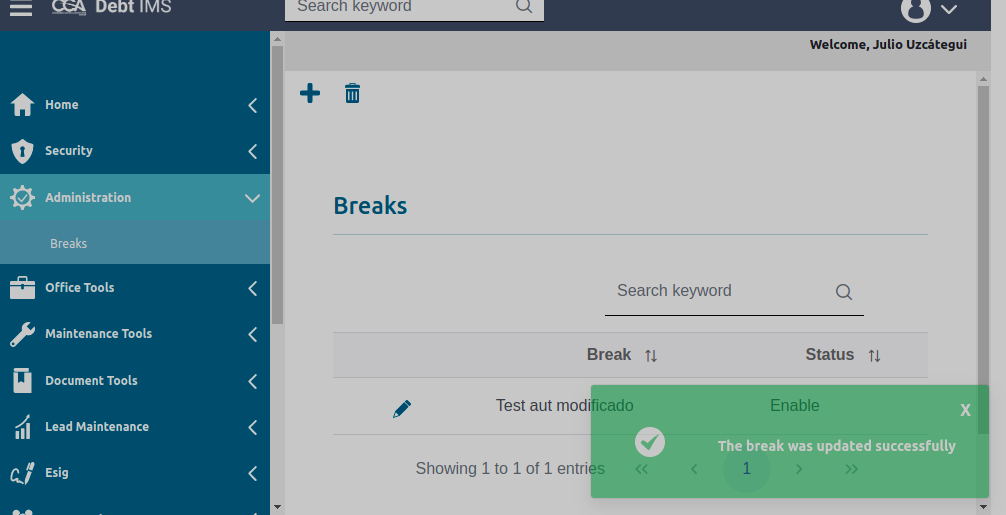 CCA Debt IMS
Search keyword
Welcome, Julio Uzcátegui
Home
Security
Administration
Breaks
Office Tools
Maintenance Tools
Document Tools
Lead Maintenance
Esig
Breaks
Search keyword
Break Status
Test aut modificado Enable
X
The break was updated successfully
Showing 1 to 1 of 1 entries « ‹ 1 › »